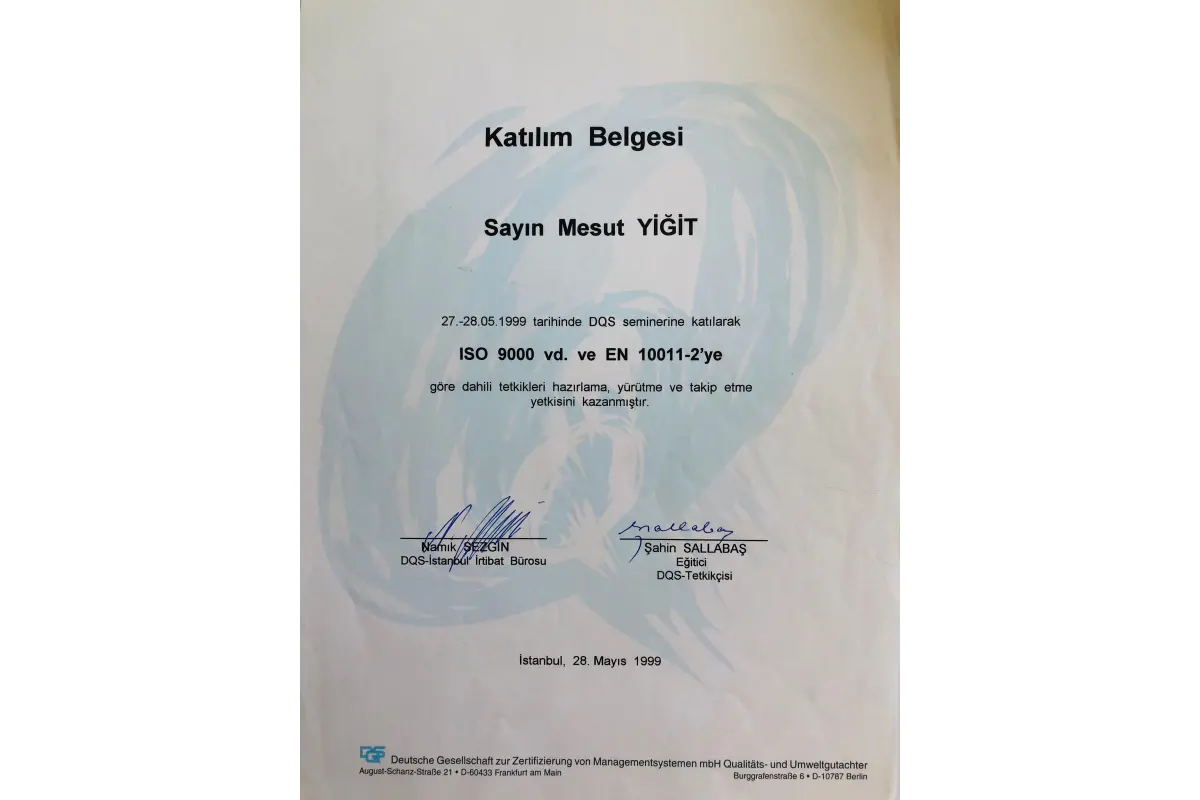 Katılım Belgesi
Sayın Mesut YİĞİT
27.-28.05.1999 tarihinde DQS seminerine katılarak
ISO 9000 vd. ve EN 10011-2'ye
göre dahili tetkikleri hazırlama, yürütme ve takip etme
yetkisini kazanmıştır.
Namık SEZGİN
DQS-İstanbul İrtibat Bürosu
Şahin SALLABAŞ
Eğitici
DQS-Tetkikçisi
İstanbul, 28. Mayıs 1999
Deutsche Gesellschaft zur Zertifizierung von Managementsystemen mbH Qualitäts- und Umweltgutachter
August-Schanz-Straße 21 • D-60433 Frankfurt am Main
Burggrafenstraße 6 • D-10787 Berlin